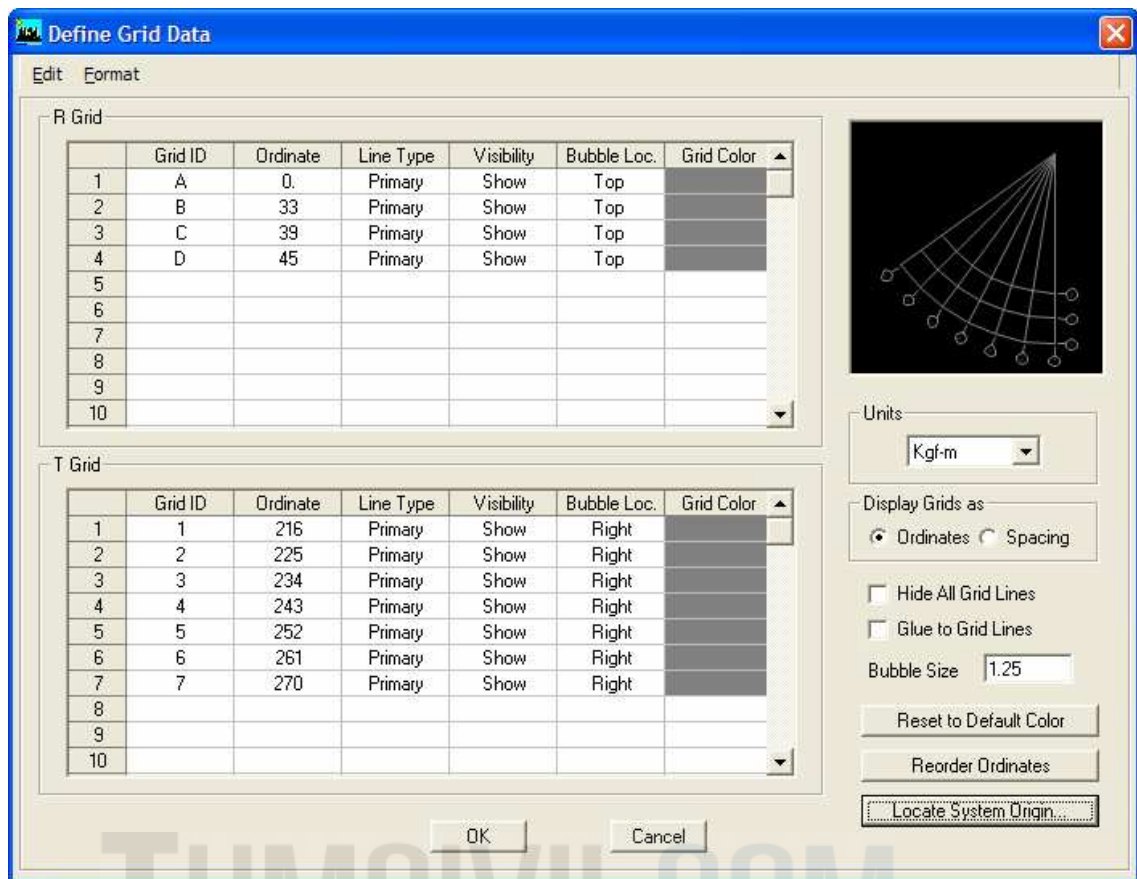 Define Grid Data
Edit Format
R Grid
Grid ID Ordinate Line Type Visibility Bubble Loc. Grid Color
1 A 0. Primary Show Top
2 B 33 Primary Show Top
3 C 39 Primary Show Top
4 D 45 Primary Show Top
5
6
7
8
9
10
Units
Kgf-m
T Grid
Grid ID Ordinate Line Type Visibility Bubble Loc. Grid Color
1 1 216 Primary Show Right
2 2 225 Primary Show Right
3 3 234 Primary Show Right
4 4 243 Primary Show Right
5 5 252 Primary Show Right
6 6 261 Primary Show Right
7 7 270 Primary Show Right
8
9
10
Display Grids as
Ordinates Spacing
Hide All Grid Lines
Glue to Grid Lines
Bubble Size 1.25
Reset to Default Color
Reorder Ordinates
Locate System Origin...
OK Cancel